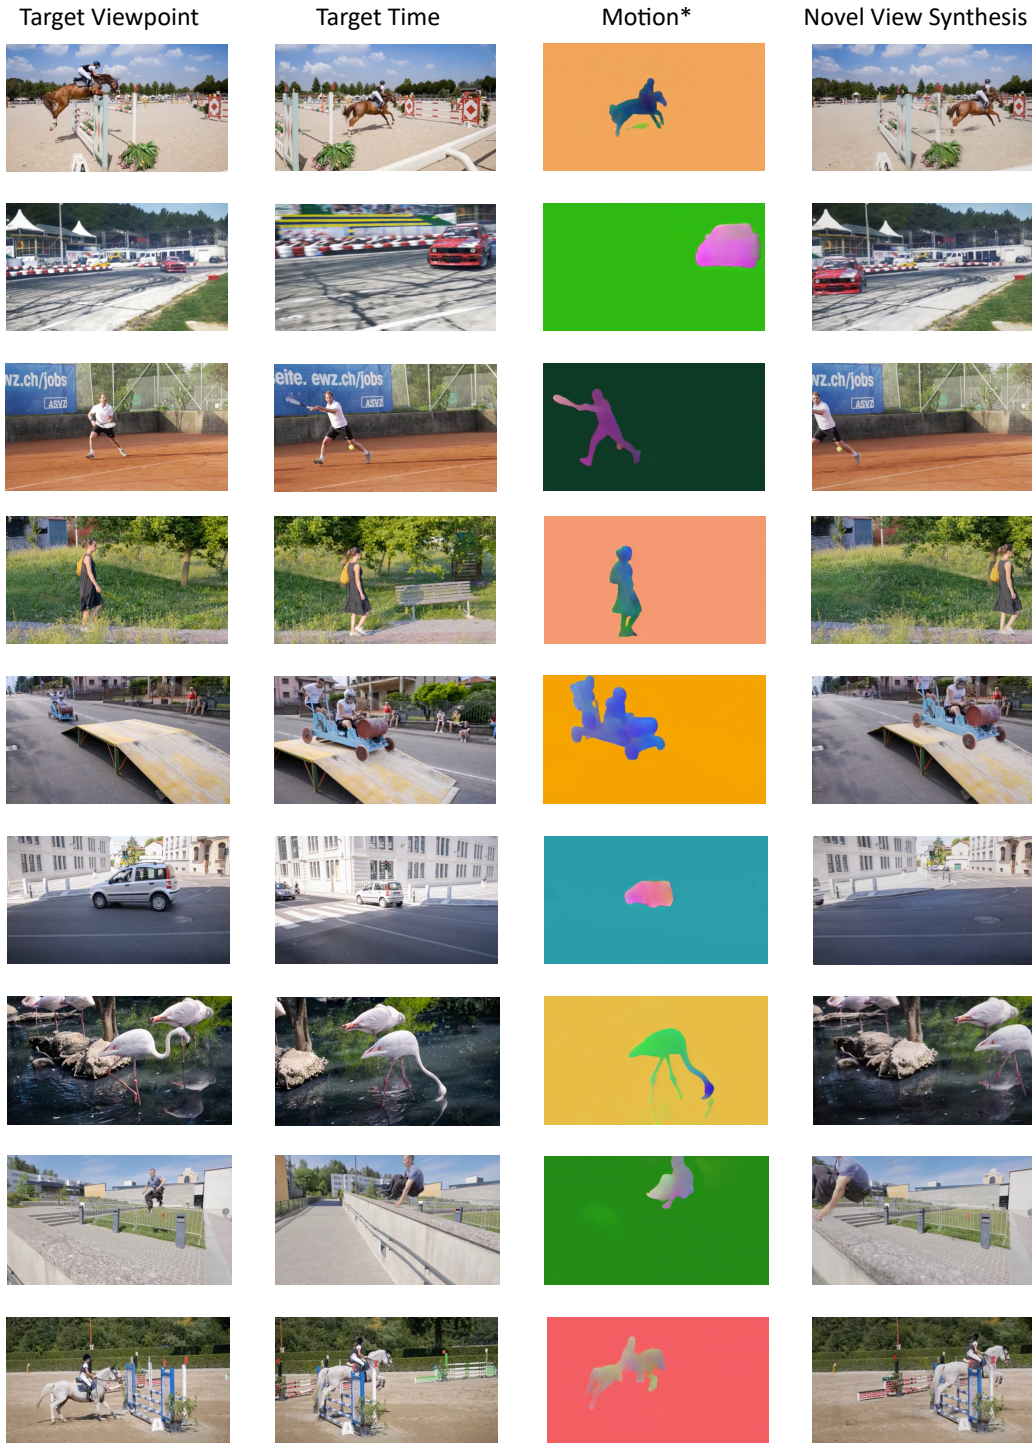 Target Viewpoint
Target Time
Motion*
Novel View Synthesis
wz.ch/jobs
ASVZ
eite. ewz.ch/jobs
ASVZ
wz.ch/jobs
ASVZ